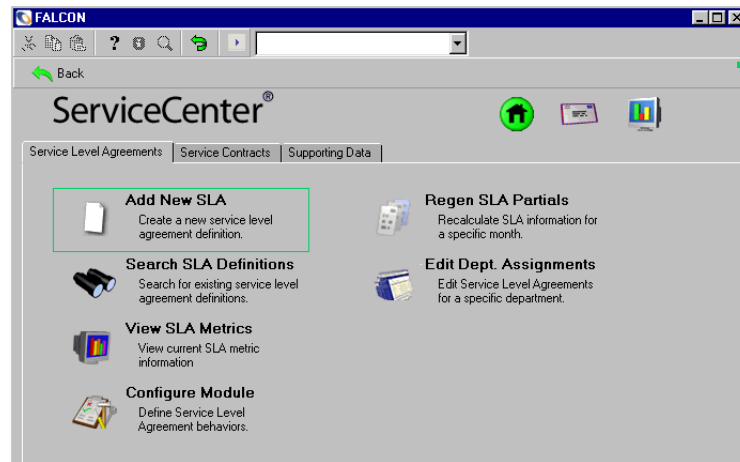 FALCON
Back
ServiceCenter®
Service Level Agreements Service Contracts Supporting Data
Add New SLA
Create a new service level
agreement definition.
Regen SLA Partials
Recalculate SLA information for
a specific month.
Search SLA Definitions
Search for existing service level
agreement definitions.
Edit Dept. Assignments
Edit Service Level Agreements
for a specific department.
View SLA Metrics
View current SLA metric
information
Configure Module
Define Service Level
Agreement behaviors.